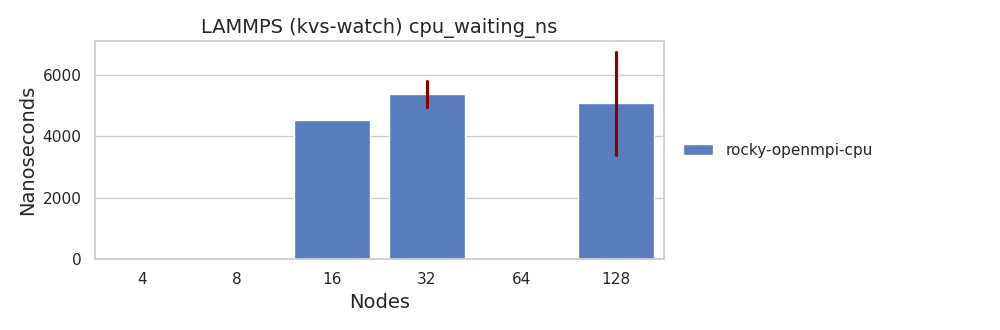 LAMMPS (kvs-watch) cpu_waiting_ns
Nanoseconds
6000
4000
2000
0
4 8 16 32 64 128
Nodes
rocky-openmpi-cpu